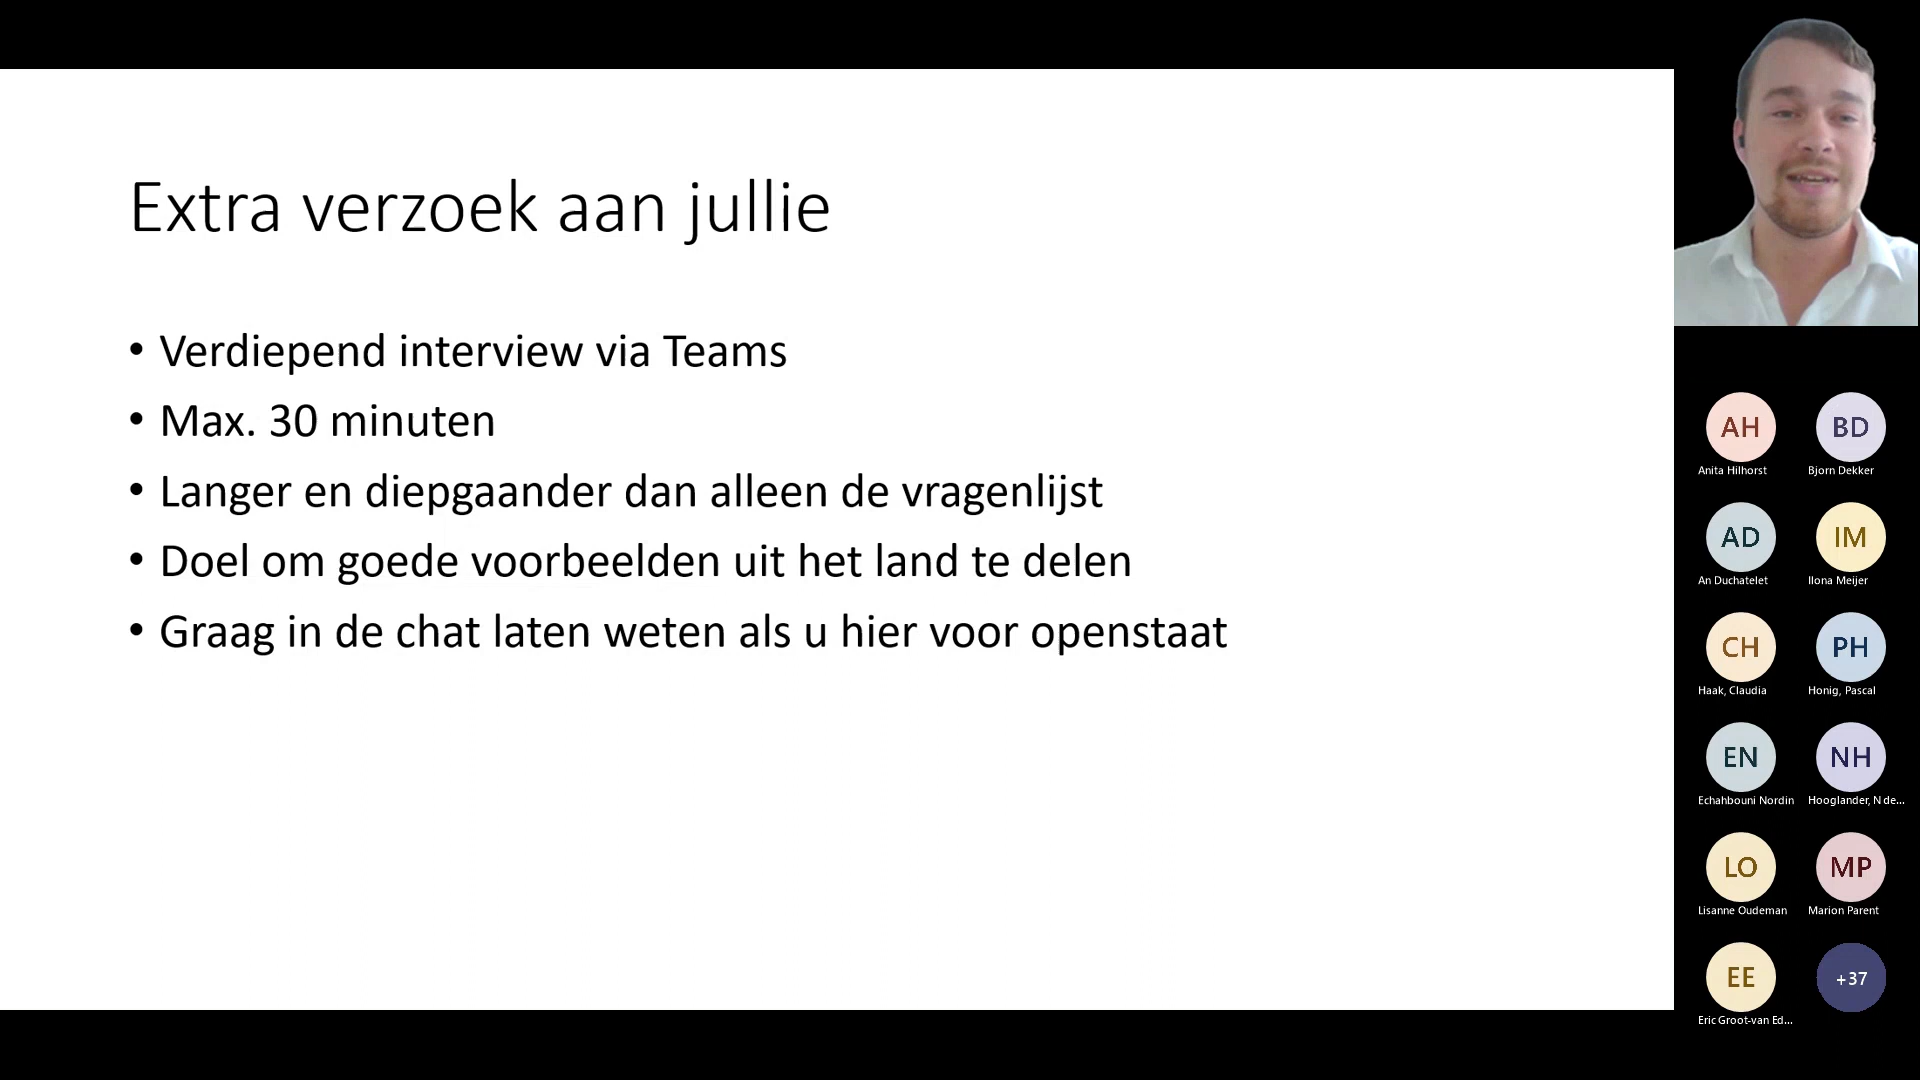 Extra verzoek aan jullie
• Verdiepend interview via Teams
• Max. 30 minuten
• Langer en diepgaander dan alleen de vragenlijst
• Doel om goede voorbeelden uit het land te delen
• Graag in de chat laten weten als u hier voor openstaat
AH BD
Anita Hilhorst Bjorn Dekker
AD IM
An Duchatelet Ilona Meijer
CH PH
Haak, Claudia Honig, Pascal
EN NH
Echahbouni Nordin Hooglander, N de...
LO MP
Lisanne Oudeman Marion Parent
EE +37
Eric Groot-van Ed...